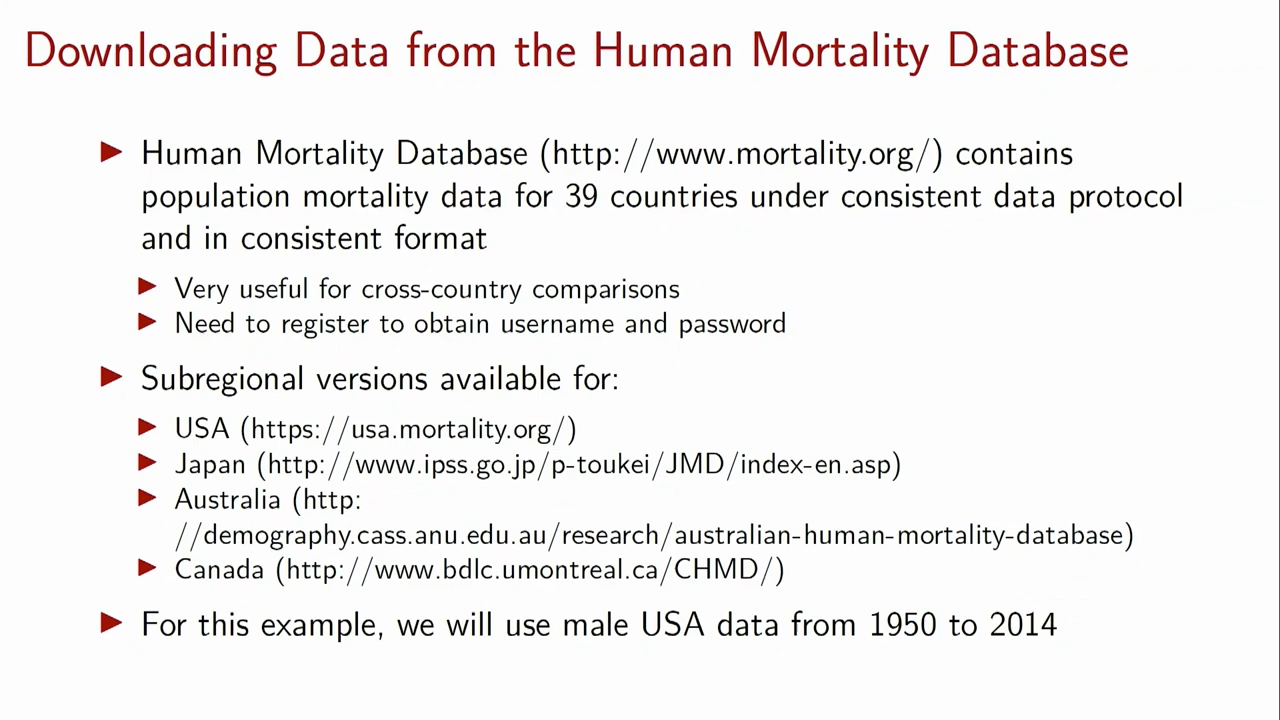 Downloading Data from the Human Mortality Database
Human Mortality Database (http://www.mortality.org/) contains
population mortality data for 39 countries under consistent data protocol
and in consistent format
Very useful for cross-country comparisons
Need to register to obtain username and password
Subregional versions available for:
USA (https://usa.mortality.org/)
Japan (http://www.ipss.go.jp/p-toukei/JMD/index-en.asp)
Australia (http:
//demography.cass.anu.edu.au/research/australian-human-mortality-database)
Canada (http://www.bdlc.umontreal.ca/CHMD/)
For this example, we will use male USA data from 1950 to 2014